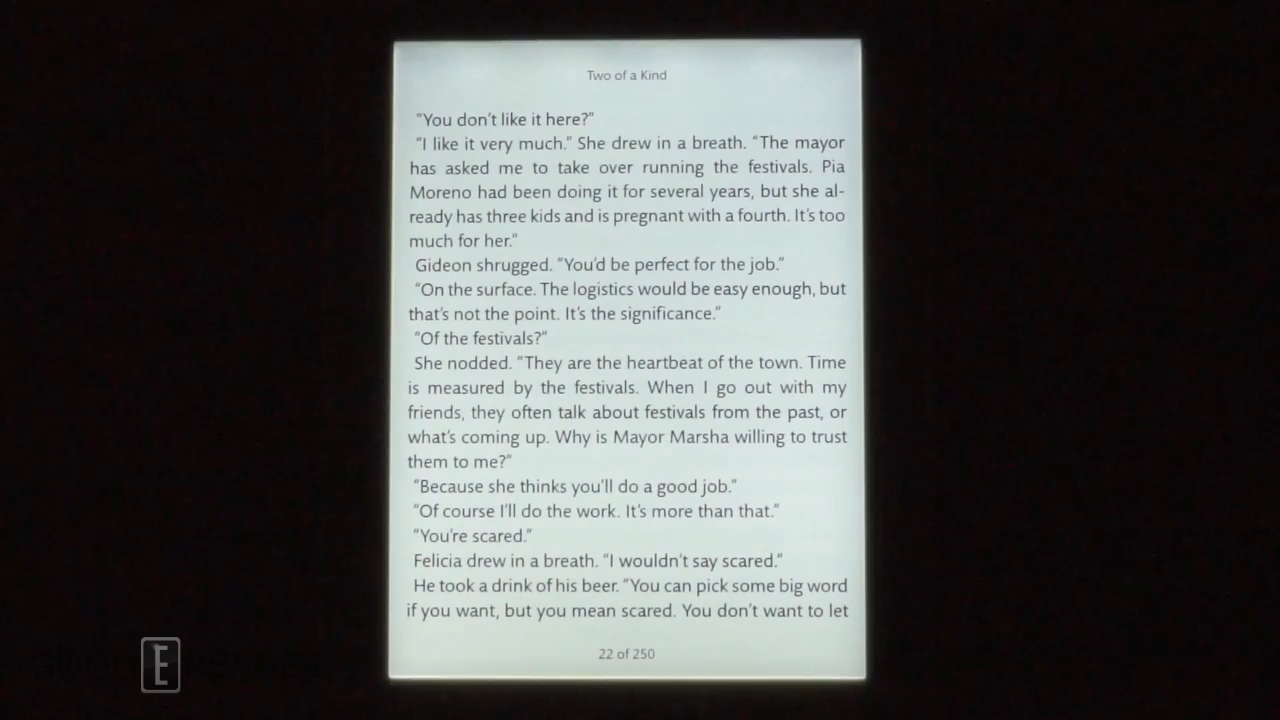 Two of a Kind
“You don’t like it here?”
“I like it very much.” She drew in a breath. “The mayor
has asked me to take over running the festivals. Pia
Moreno had been doing it for several years, but she al-
ready has three kids and is pregnant with a fourth. It’s too
much for her.”
Gideon shrugged. “You’d be perfect for the job.”
“On the surface. The logistics would be easy enough, but
that’s not the point. It’s the significance.”
“Of the festivals?”
She nodded. “They are the heartbeat of the town. Time
is measured by the festivals. When I go out with my
friends, they often talk about festivals from the past, or
what’s coming up. Why is Mayor Marsha willing to trust
them to me?”
“Because she thinks you’ll do a good job.”
“Of course I’ll do the work. It’s more than that.”
“You’re scared.”
Felicia drew in a breath. “I wouldn’t say scared.”
He took a drink of his beer. “You can pick some big word
if you want, but you mean scared. You don’t want to let
22 of 250
E